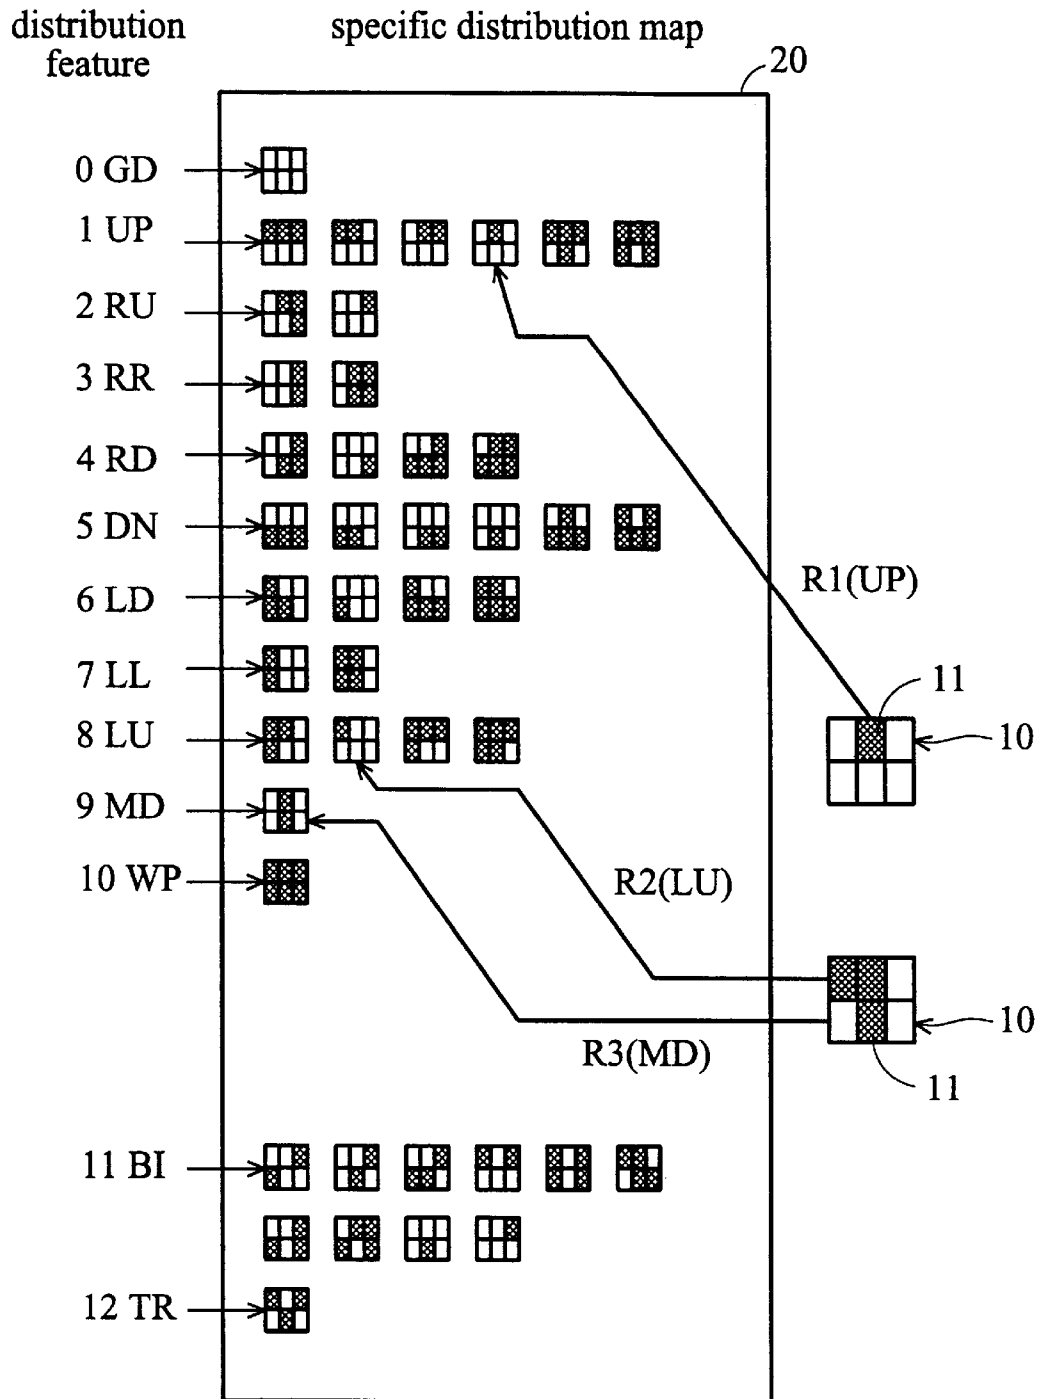 distribution feature
specific distribution map
20
0 GD
1 UP
2 RU
3 RR
4 RD
5 DN
R1(UP)
6 LD
7 LL
11
8 LU
10
9 MD
10 WP
R2(LU)
10
R3(MD)
11
11 BI
12 TR